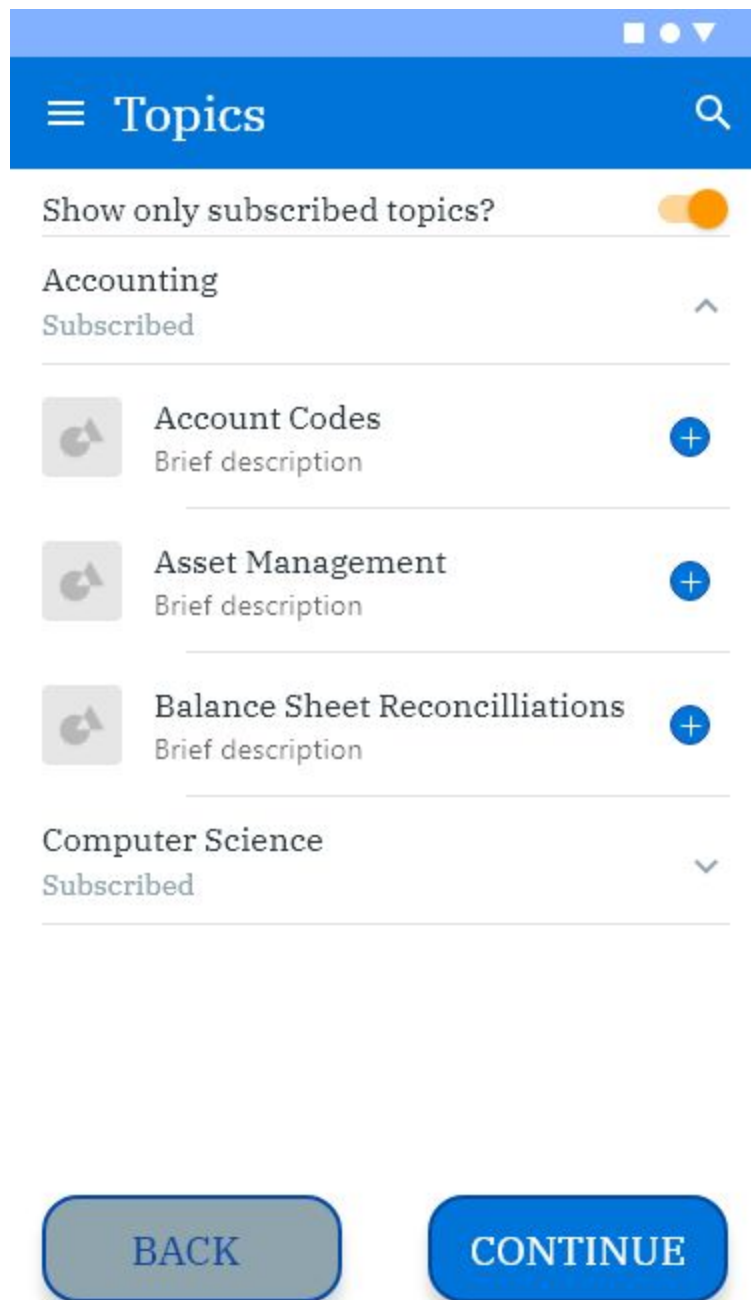 Topics
Show only subscribed topics?
Accounting
Subscribed
Account Codes
Brief description
Asset Management
Brief description
Balance Sheet Reconcilliations
Brief description
Computer Science
Subscribed
BACK
CONTINUE